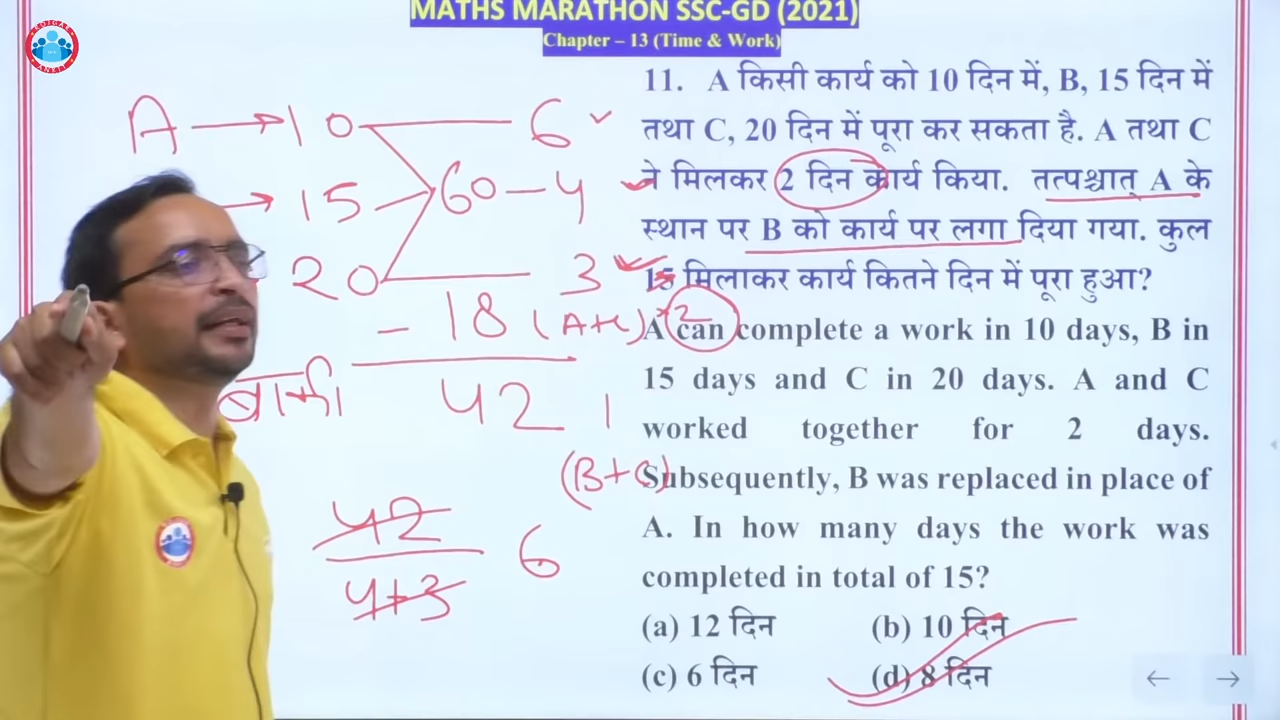 MATHS MARATHON SSC-GD (2021)
Chapter – 13 (Time & Work)
11. A किसी कार्य को 10 दिन में, B, 15 दिन में
तथा C, 20 दिन में पूरा कर सकता है. A तथा C
ने मिलकर 2 दिन कार्य किया. तत्पश्चात् A के
स्थान पर B को कार्य पर लगा दिया गया. कुल
15 मिलाकर कार्य कितने दिन में पूरा हुआ?
A can complete a work in 10 days, B in
15 days and C in 20 days. A and C
worked together for 2 days.
Subsequently, B was replaced in place of
A. In how many days the work was
completed in total of 15?
(a) 12 दिन (b) 10 दिन
(c) 6 दिन (d) 8 दिन
A → 10 6
→ 15 60 – 4
20 3
– 18 (A+C) × 2
बाकी 42
(B+C)
42
4+3 6
ROJGAR
ANKIT